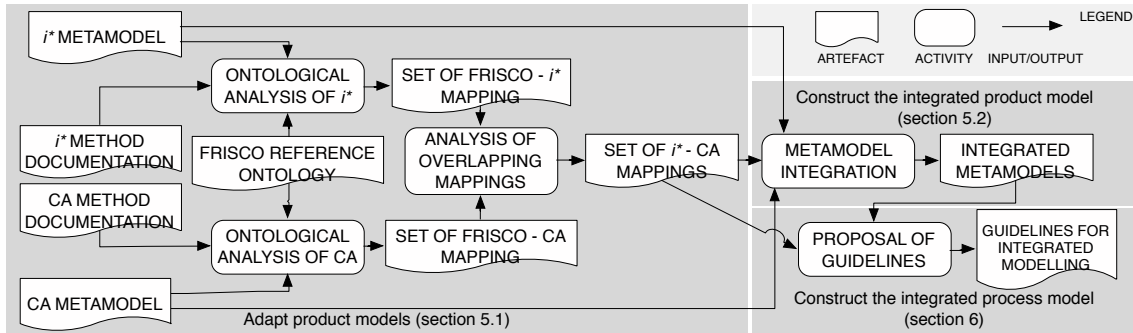 i* METAMODEL
ONTOLOGICAL
ANALYSIS OF i*
SET OF FRISCO - i*
MAPPING
i* METHOD
DOCUMENTATION
FRISCO REFERENCE
ONTOLOGY
ANALYSIS OF
OVERLAPPING
MAPPINGS
CA METHOD
DOCUMENTATION
ONTOLOGICAL
ANALYSIS OF CA
SET OF FRISCO - CA
MAPPING
CA METAMODEL
Adapt product models (section 5.1)
SET OF i* - CA
MAPPINGS
LEGEND
ARTEFACT
ACTIVITY
INPUT/OUTPUT
Construct the integrated product model
(section 5.2)
METAMODEL
INTEGRATION
INTEGRATED
METAMODELS
PROPOSAL OF
GUIDELINES
GUIDELINES FOR
INTEGRATED
MODELLING
Construct the integrated process model
(section 6)